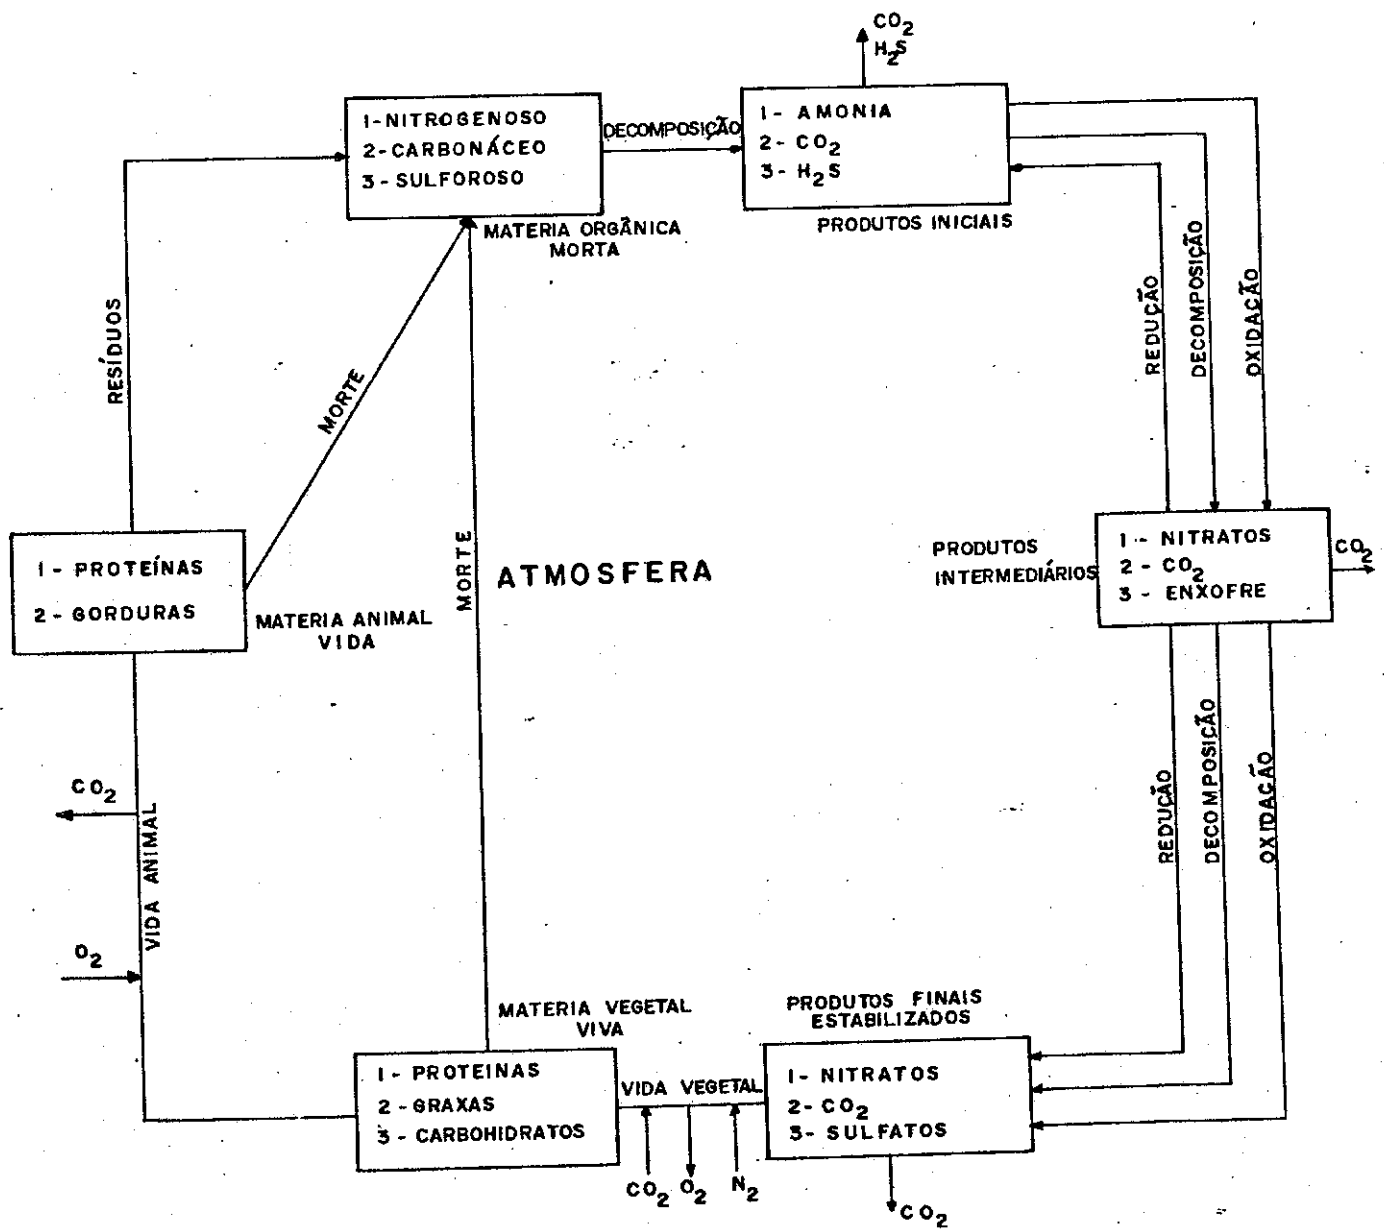 CO2
H2S
1-NITROGENOSO
2-CARBONÁCEO
3-SULFOROSO
DECOMPOSIÇÃO
1- AMONIA
2- CO2
3- H2S
MATERIA ORGÂNICA
MORTA
PRODUTOS INICIAIS
RESÍDUOS
MORTE
REDUÇÃO
DECOMPOSIÇÃO
OXIDAÇÃO
1- PROTEÍNAS
2- GORDURAS
MATERIA ANIMAL
VIDA
MORTE
ATMOSFERA
PRODUTOS
INTERMEDIÁRIOS
1 - NITRATOS
2 - CO2
3 - ENXOFRE
CO2
CO2
VIDA ANIMAL
O2
REDUÇÃO
DECOMPOSIÇÃO
OXIDAÇÃO
MATERIA VEGETAL
VIVA
PRODUTOS FINAIS
ESTABILIZADOS
1- PROTEINAS
2 - GRAXAS
3 - CARBOHIDRATOS
VIDA VEGETAL
1- NITRATOS
2- CO2
3- SULFATOS
CO2
O2
N2
CO2